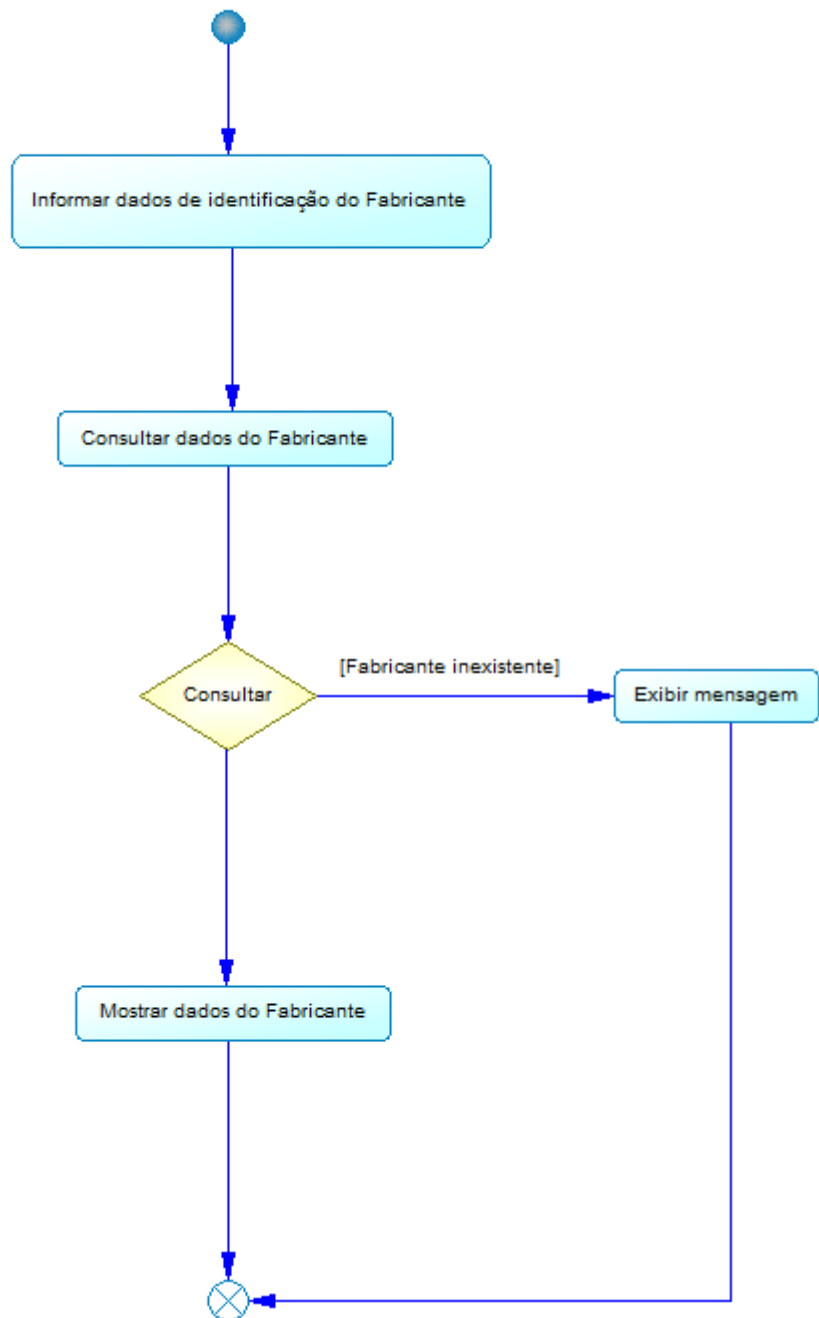 Informar dados de identificação do Fabricante
Consultar dados do Fabricante
[Fabricante inexistente]
Consultar
Exibir mensagem
Mostrar dados do Fabricante